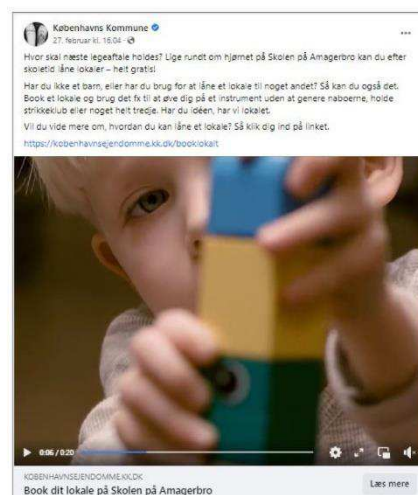 Københavns Kommune
27. februar kl. 16.04
Hvor skal næste legeaftale holdes? Lige rundt om hjørnet på Skolen på Amagerbro kan du efter
skoletid låne lokaler – helt gratis!
Har du ikke et barn, eller har du brug for at låne et lokale til noget andet? Så kan du også det.
Book et lokale og brug det fx til at øve dig på et instrument uden at genere naboerne, holde
strikkeklub eller noget helt tredje. Har du idéen, har vi lokalet.
Vil du vide mere om, hvordan du kan låne et lokale? Så klik dig ind på linket.
https://kobenhavnsejendomme.kk.dk/booklokalt
0:06 / 0:20
KOBENHAVNSEJENDOMME.KK.DK
Book dit lokale på Skolen på Amagerbro
Læs mere